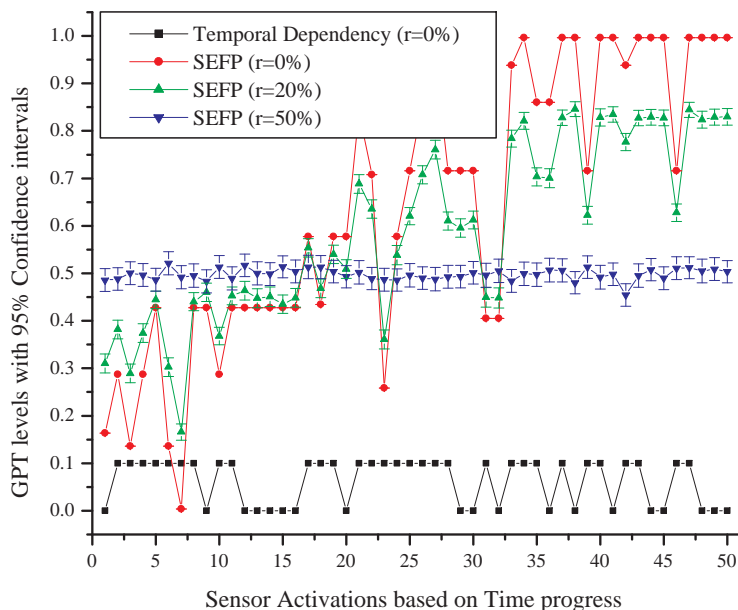 Temporal Dependency (r=0%)
SEFP (r=0%)
SEFP (r=20%)
SEFP (r=50%)
GPT levels with 95% Confidence intervals
1.0
0.9
0.8
0.7
0.6
0.5
0.4
0.3
0.2
0.1
0.0
0 5 10 15 20 25 30 35 40 45 50
Sensor Activations based on Time progress